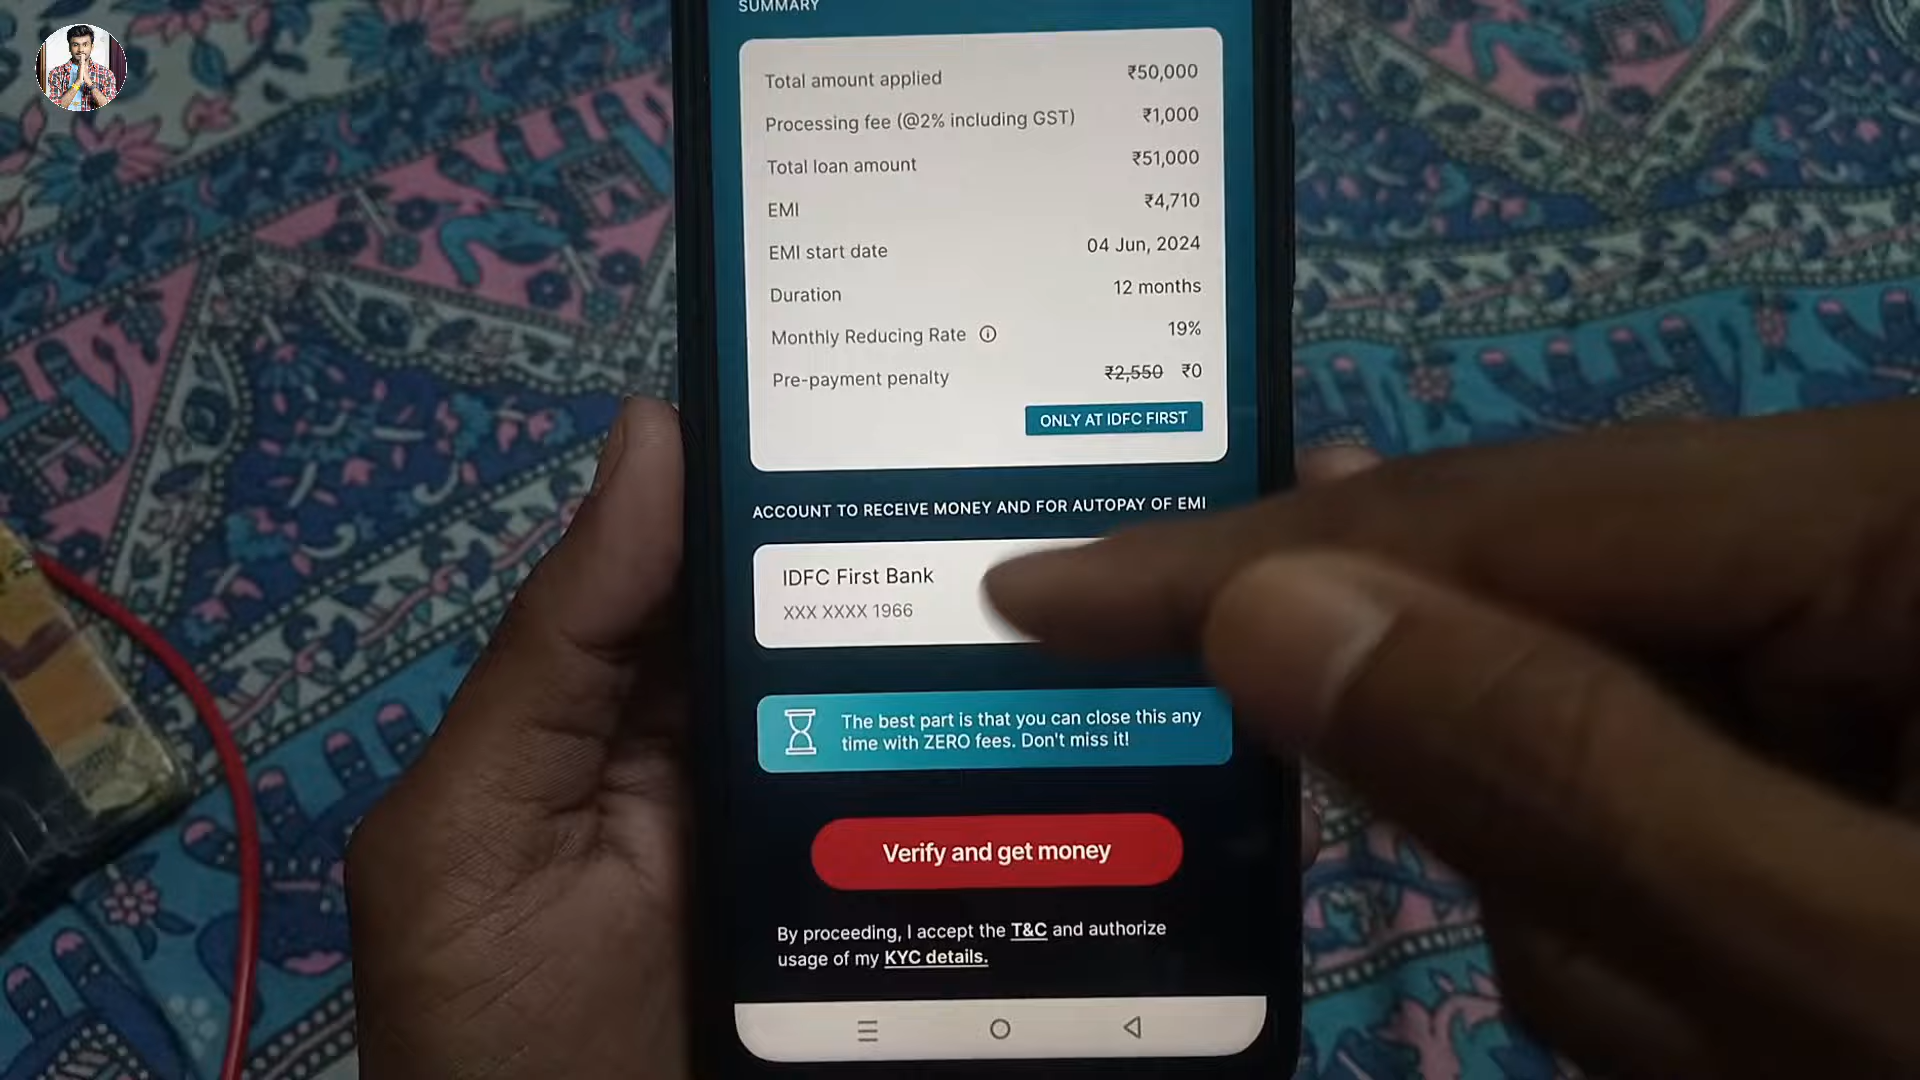 SUMMARY
Total amount applied ₹50,000
Processing fee (@2% including GST) ₹1,000
Total loan amount ₹51,000
EMI ₹4,710
EMI start date 04 Jun, 2024
Duration 12 months
Monthly Reducing Rate 19%
Pre-payment penalty ₹2,550 ₹0
ONLY AT IDFC FIRST
ACCOUNT TO RECEIVE MONEY AND FOR AUTOPAY OF EMI
IDFC First Bank
XXX XXXX 1966
The best part is that you can close this any
time with ZERO fees. Don't miss it!
Verify and get money
By proceeding, I accept the T&C and authorize
usage of my KYC details.